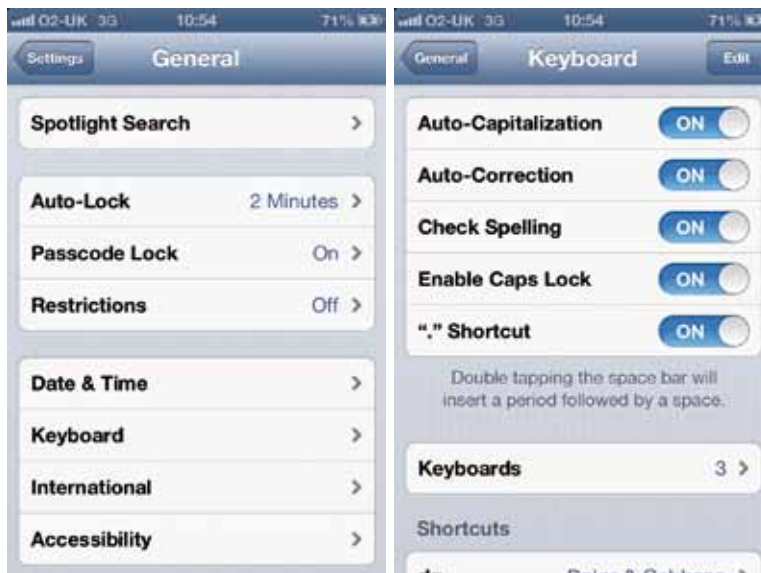 O2-UK 3G 10:54 71%
Settings General
Spotlight Search
Auto-Lock 2 Minutes
Passcode Lock On
Restrictions Off
Date & Time
Keyboard
International
Accessibility
O2-UK 3G 10:54 71%
General Keyboard Edit
Auto-Capitalization ON
Auto-Correction ON
Check Spelling ON
Enable Caps Lock ON
“.” Shortcut ON
Double tapping the space bar will
insert a period followed by a space.
Keyboards 3
Shortcuts